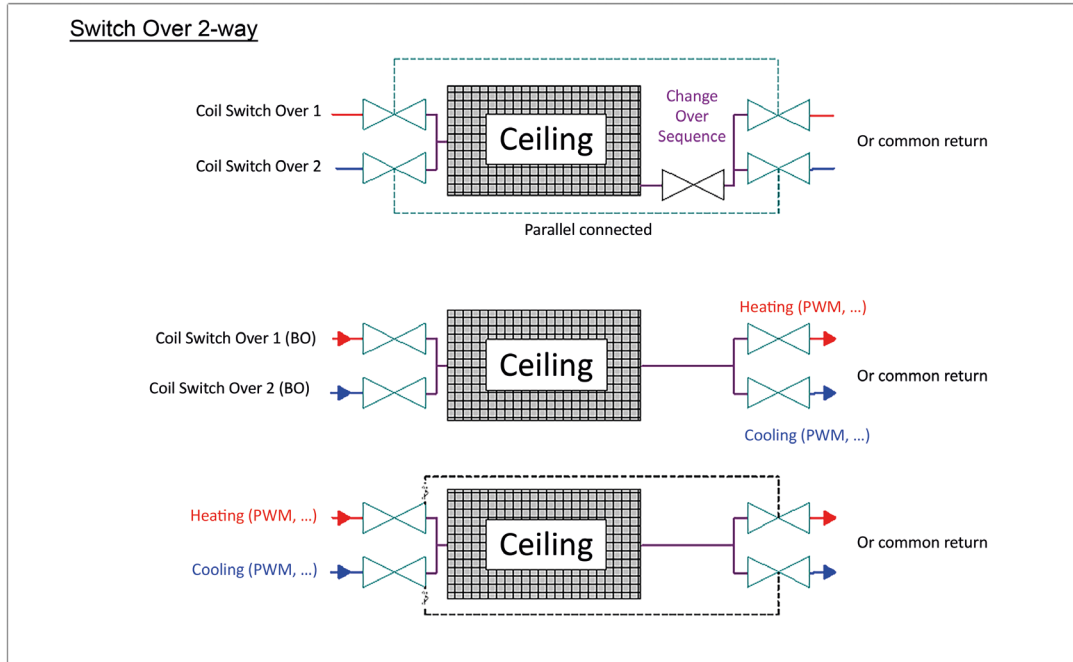 Switch Over 2-way
Coil Switch Over 1
Coil Switch Over 2
Ceiling
Change
Over
Sequence
Or common return
Parallel connected
Heating (PWM, ...)
Coil Switch Over 1 (BO)
Coil Switch Over 2 (BO)
Ceiling
Or common return
Cooling (PWM, ...)
Heating (PWM, ...)
Cooling (PWM, ...)
Ceiling
Or common return